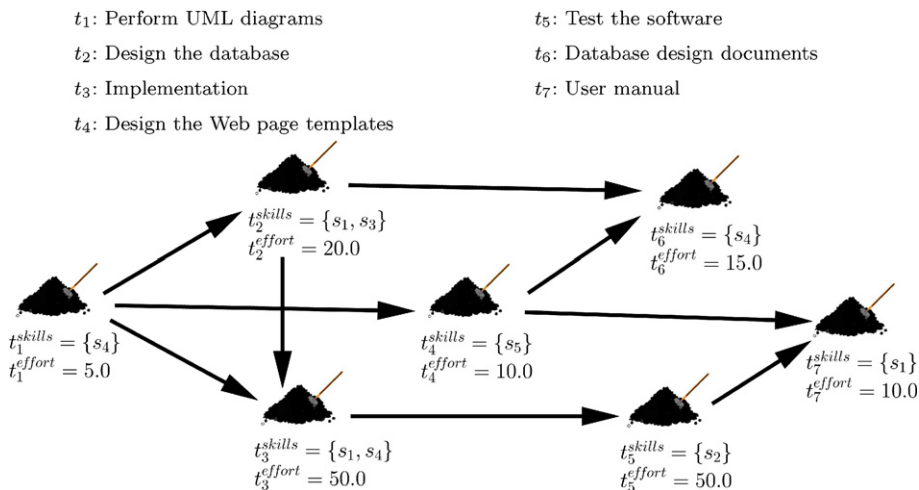 t₁: Perform UML diagrams
t₂: Design the database
t₃: Implementation
t₄: Design the Web page templates
t₅: Test the software
t₆: Database design documents
t₇: User manual
t₂^skills = {s₁, s₃}
t₂^effort = 20.0
t₆^skills = {s₄}
t₆^effort = 15.0
t₁^skills = {s₄}
t₁^effort = 5.0
t₄^skills = {s₅}
t₄^effort = 10.0
t₇^skills = {s₁}
t₇^effort = 10.0
t₃^skills = {s₁, s₄}
t₃^effort = 50.0
t₅^skills = {s₂}
t₅^effort = 50.0